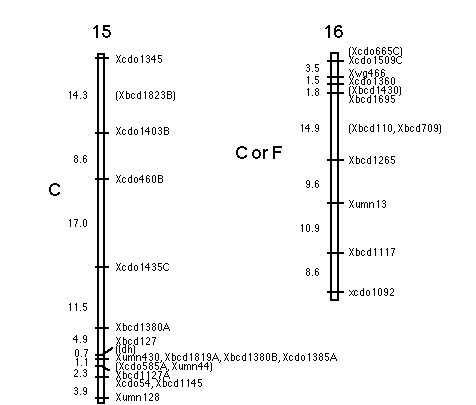 15
Xcdo1345
14.3
(Xbcd1823B)
Xcdo1403B
8.6
Xcdo460B
C
17.0
Xcdo1435C
11.5
Xbcd1380A
4.9
Xbcd127
0.7
(Idh)
1.1
Xumn430, Xbcd1819A, Xbcd1380B, Xcdo1385A
(Xcdo585A, Xumn44)
2.3
Xbcd1127A
Xcdo54, Xbcd1145
3.9
Xumn128
16
(Xcdo665C)
Xcdo1509C
3.5
Xwg466
1.5
Xcdo1360
1.8
(Xbcd1430)
Xbcd1695
14.9
(Xbcd110, Xbcd709)
C or F
Xbcd1265
9.6
Xumn13
10.9
Xbcd1117
8.6
xcdo1092